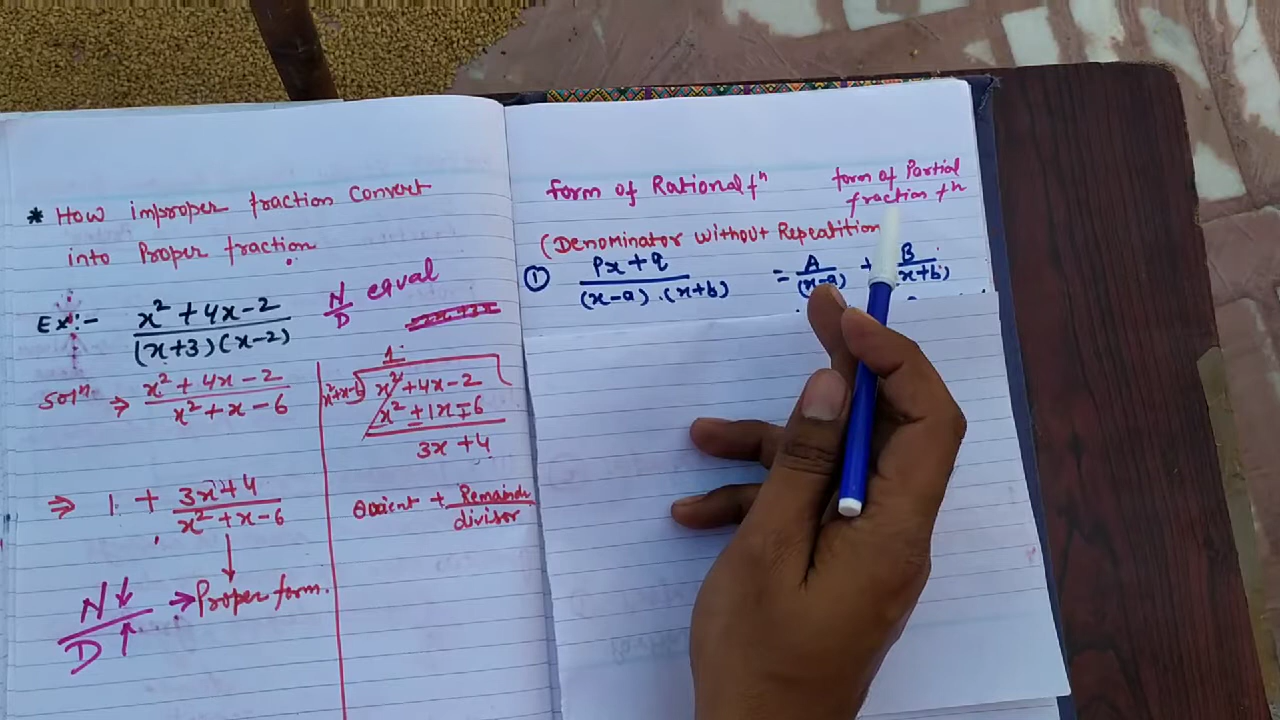 * How improper fraction Convert
into Proper fraction
Ex:- x² + 4x - 2 / (x+3)(x-2)
N/D equal
Solⁿ ⇒ x² + 4x - 2 / x² + x - 6
1
x²+x-6 ) x² + 4x - 2
x² ± 1x ∓ 6
3x + 4
⇒ 1 + 3x + 4 / x² + x - 6
Qoient + Remaindr / divisor
N↓ / D↑ → Proper form.
form of Rational fⁿ
form of Partial
fraction fⁿ
(Denominator without Repeatition
① Px + q / (x-a).(x+b) = A / (x-a) + B / (x+b)